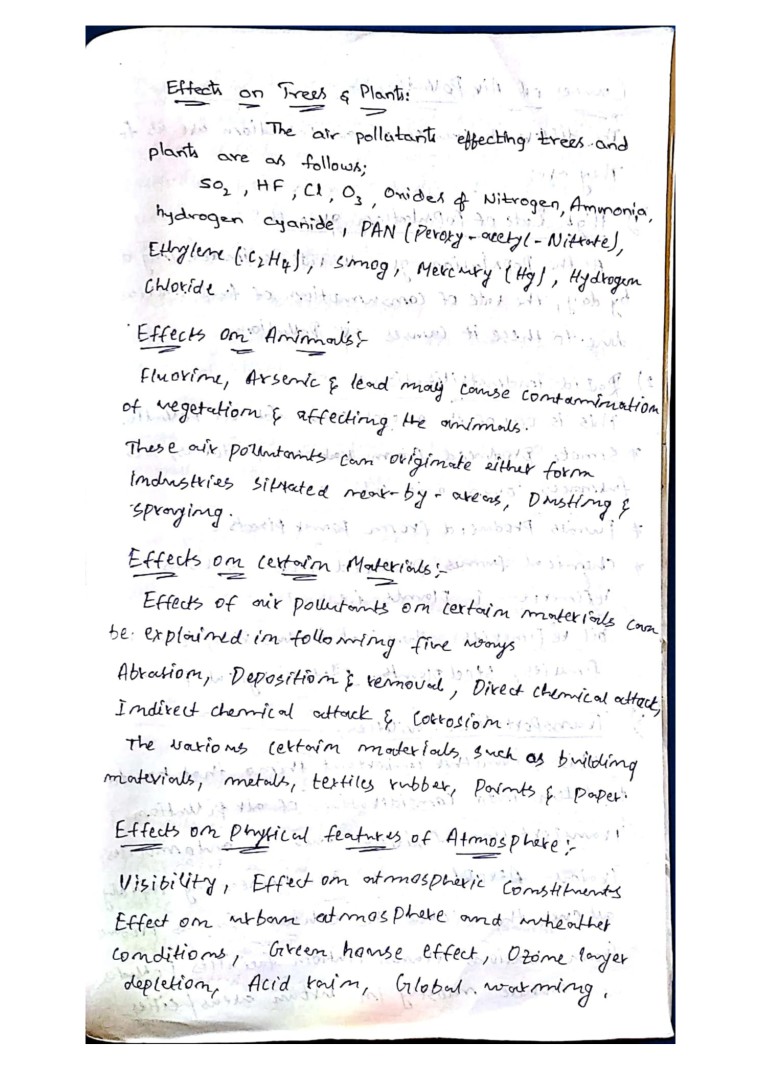 Effects on Trees & Plants:
The air pollutants effecting trees and
plants are as follows;
SO2, HF, Cl, O3, Oxides of Nitrogen, Ammonia,
hydrogen cyanide, PAN (Peroxy-acetyl-Nitrate),
Ethylene (C2H4), smog, Mercury (Hg), Hydrogen
Chloride.
Effects on Animals:-
Fluorine, Arsenic & lead may cause contamination
of vegetation & affecting the animals.
These air pollutants can originate either form
Industries situated near-by-areas, Dusting &
spraying.
Effects on certain Materials:-
Effects of air pollutants on certain materials can
be explained in following five ways
Abrasion, Deposition & removal, Direct chemical attack,
Indirect chemical attack & Corrosion.
The various certain materials, such as building
materials, metals, textiles rubber, Paints & paper.
Effects on Physical features of Atmosphere:-
Visibility, Effect on atmospheric Constituents
Effect on urban atmosphere and wheather
conditions, Green house effect, Ozone layer
depletion, Acid rain, Global warming.